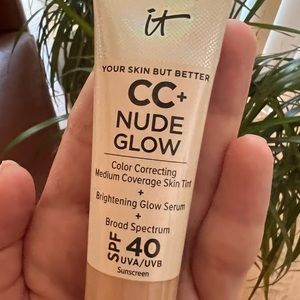 it
YOUR SKIN BUT BETTER
CC+
NUDE
GLOW
Color Correcting
Medium Coverage Skin Tint
+
Brightening Glow Serum
+
Broad Spectrum
SPF 40
UVA/UVB
Sunscreen